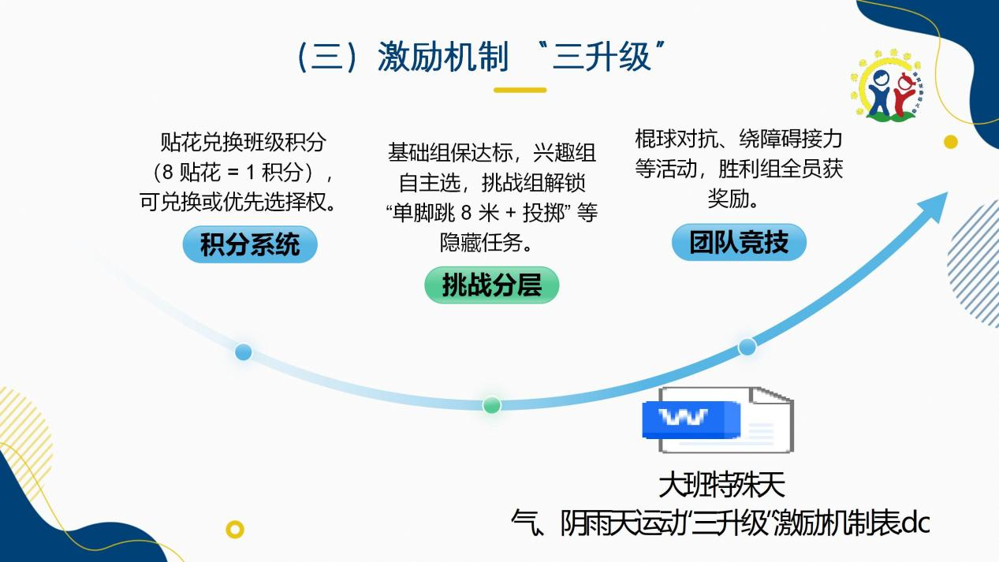 （三）激励机制 “三升级”
贴花兑换班级积分
（8 贴花 = 1 积分），
可兑换或优先选择权。
积分系统
基础组保达标，兴趣组
自主选，挑战组解锁
“单脚跳 8 米 + 投掷” 等
隐藏任务。
挑战分层
棍球对抗、绕障碍接力
等活动，胜利组全员获
奖励。
团队竞技
W
大班特殊天
气、阴雨天运动“三升级”激励机制表.dc